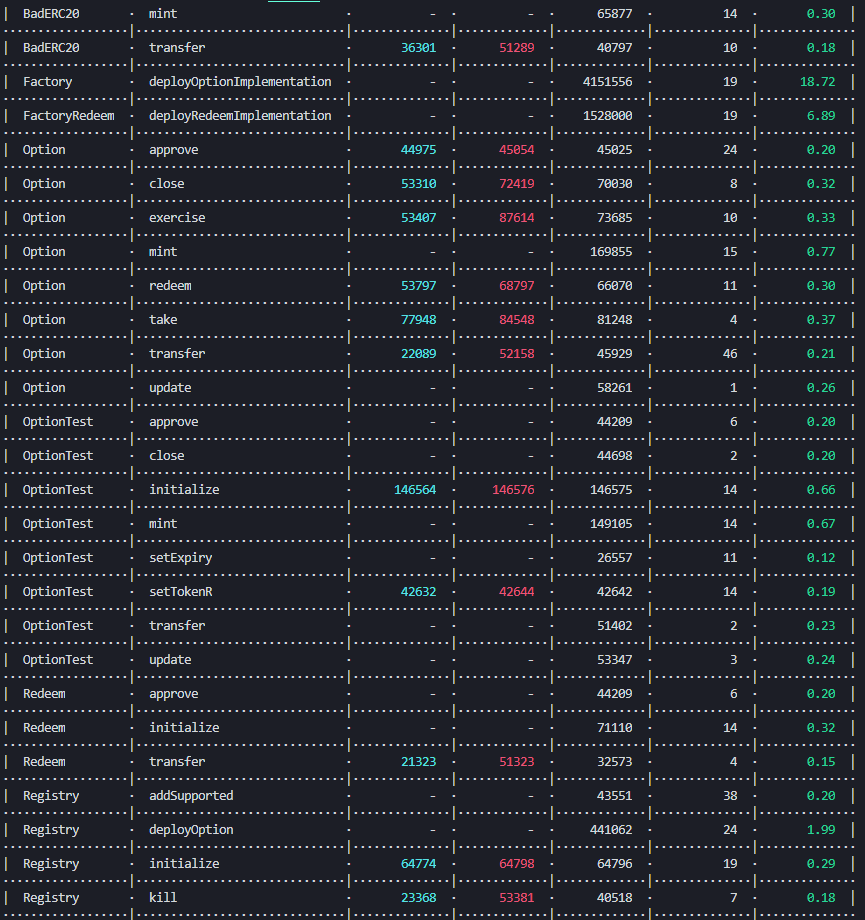 | BadERC20 · mint · - · - · 65877 · 14 · 0.30 |
| BadERC20 · transfer · 36301 · 51289 · 40797 · 10 · 0.18 |
| Factory · deployOptionImplementation · - · - · 4151556 · 19 · 18.72 |
| FactoryRedeem · deployRedeemImplementation · - · - · 1528000 · 19 · 6.89 |
| Option · approve · 44975 · 45054 · 45025 · 24 · 0.20 |
| Option · close · 53310 · 72419 · 70030 · 8 · 0.32 |
| Option · exercise · 53407 · 87614 · 73685 · 10 · 0.33 |
| Option · mint · - · - · 169855 · 15 · 0.77 |
| Option · redeem · 53797 · 68797 · 66070 · 11 · 0.30 |
| Option · take · 77948 · 84548 · 81248 · 4 · 0.37 |
| Option · transfer · 22089 · 52158 · 45929 · 46 · 0.21 |
| Option · update · - · - · 58261 · 1 · 0.26 |
| OptionTest · approve · - · - · 44209 · 6 · 0.20 |
| OptionTest · close · - · - · 44698 · 2 · 0.20 |
| OptionTest · initialize · 146564 · 146576 · 146575 · 14 · 0.66 |
| OptionTest · mint · - · - · 149105 · 14 · 0.67 |
| OptionTest · setExpiry · - · - · 26557 · 11 · 0.12 |
| OptionTest · setTokenR · 42632 · 42644 · 42642 · 14 · 0.19 |
| OptionTest · transfer · - · - · 51402 · 2 · 0.23 |
| OptionTest · update · - · - · 53347 · 3 · 0.24 |
| Redeem · approve · - · - · 44209 · 6 · 0.20 |
| Redeem · initialize · - · - · 71110 · 14 · 0.32 |
| Redeem · transfer · 21323 · 51323 · 32573 · 4 · 0.15 |
| Registry · addSupported · - · - · 43551 · 38 · 0.20 |
| Registry · deployOption · - · - · 441062 · 24 · 1.99 |
| Registry · initialize · 64774 · 64798 · 64796 · 19 · 0.29 |
| Registry · kill · 23368 · 53381 · 40518 · 7 · 0.18 |